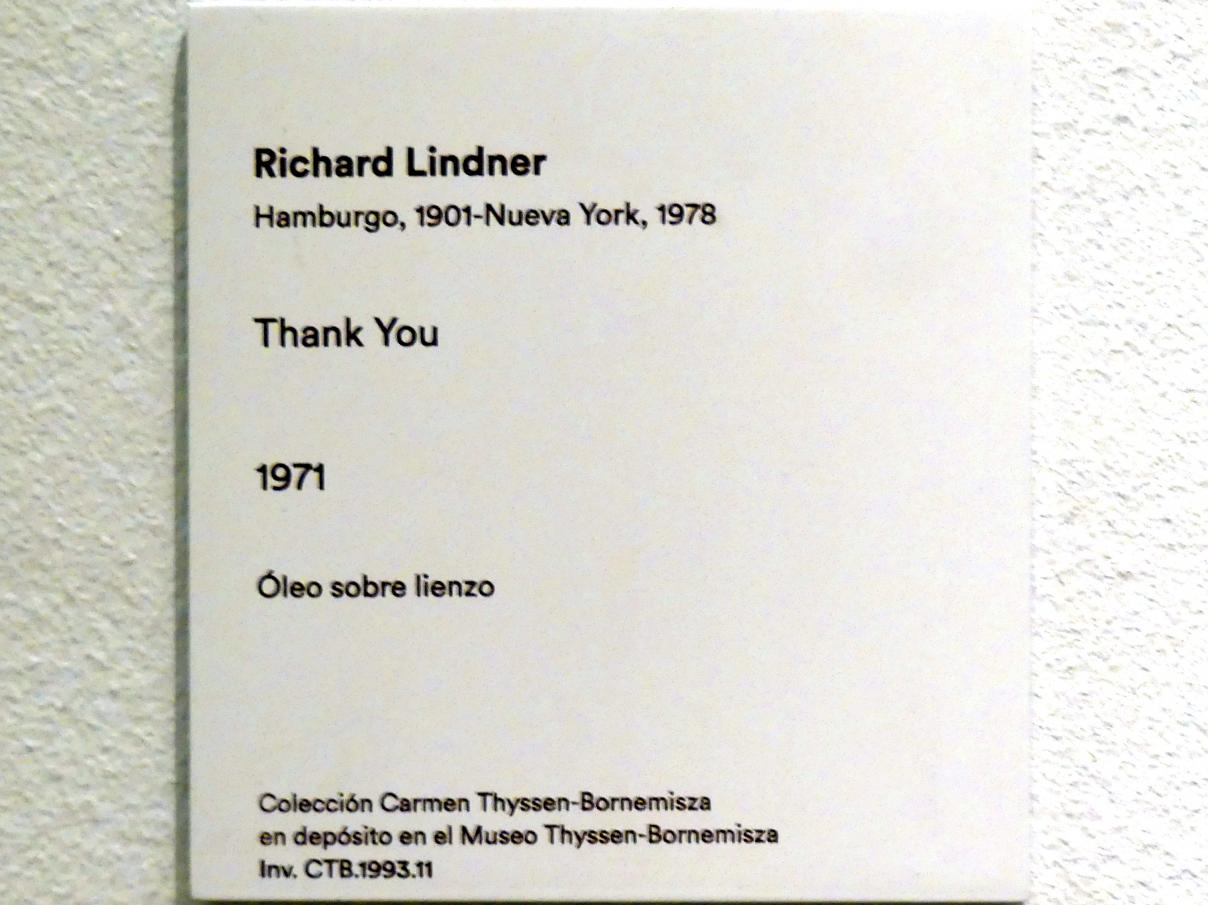 Richard Lindner
Hamburgo, 1901-Nueva York, 1978
Thank You
1971
Óleo sobre lienzo
Colección Carmen Thyssen-Bornemisza
en depósito en el Museo Thyssen-Bornemisza
Inv. CTB.1993.11